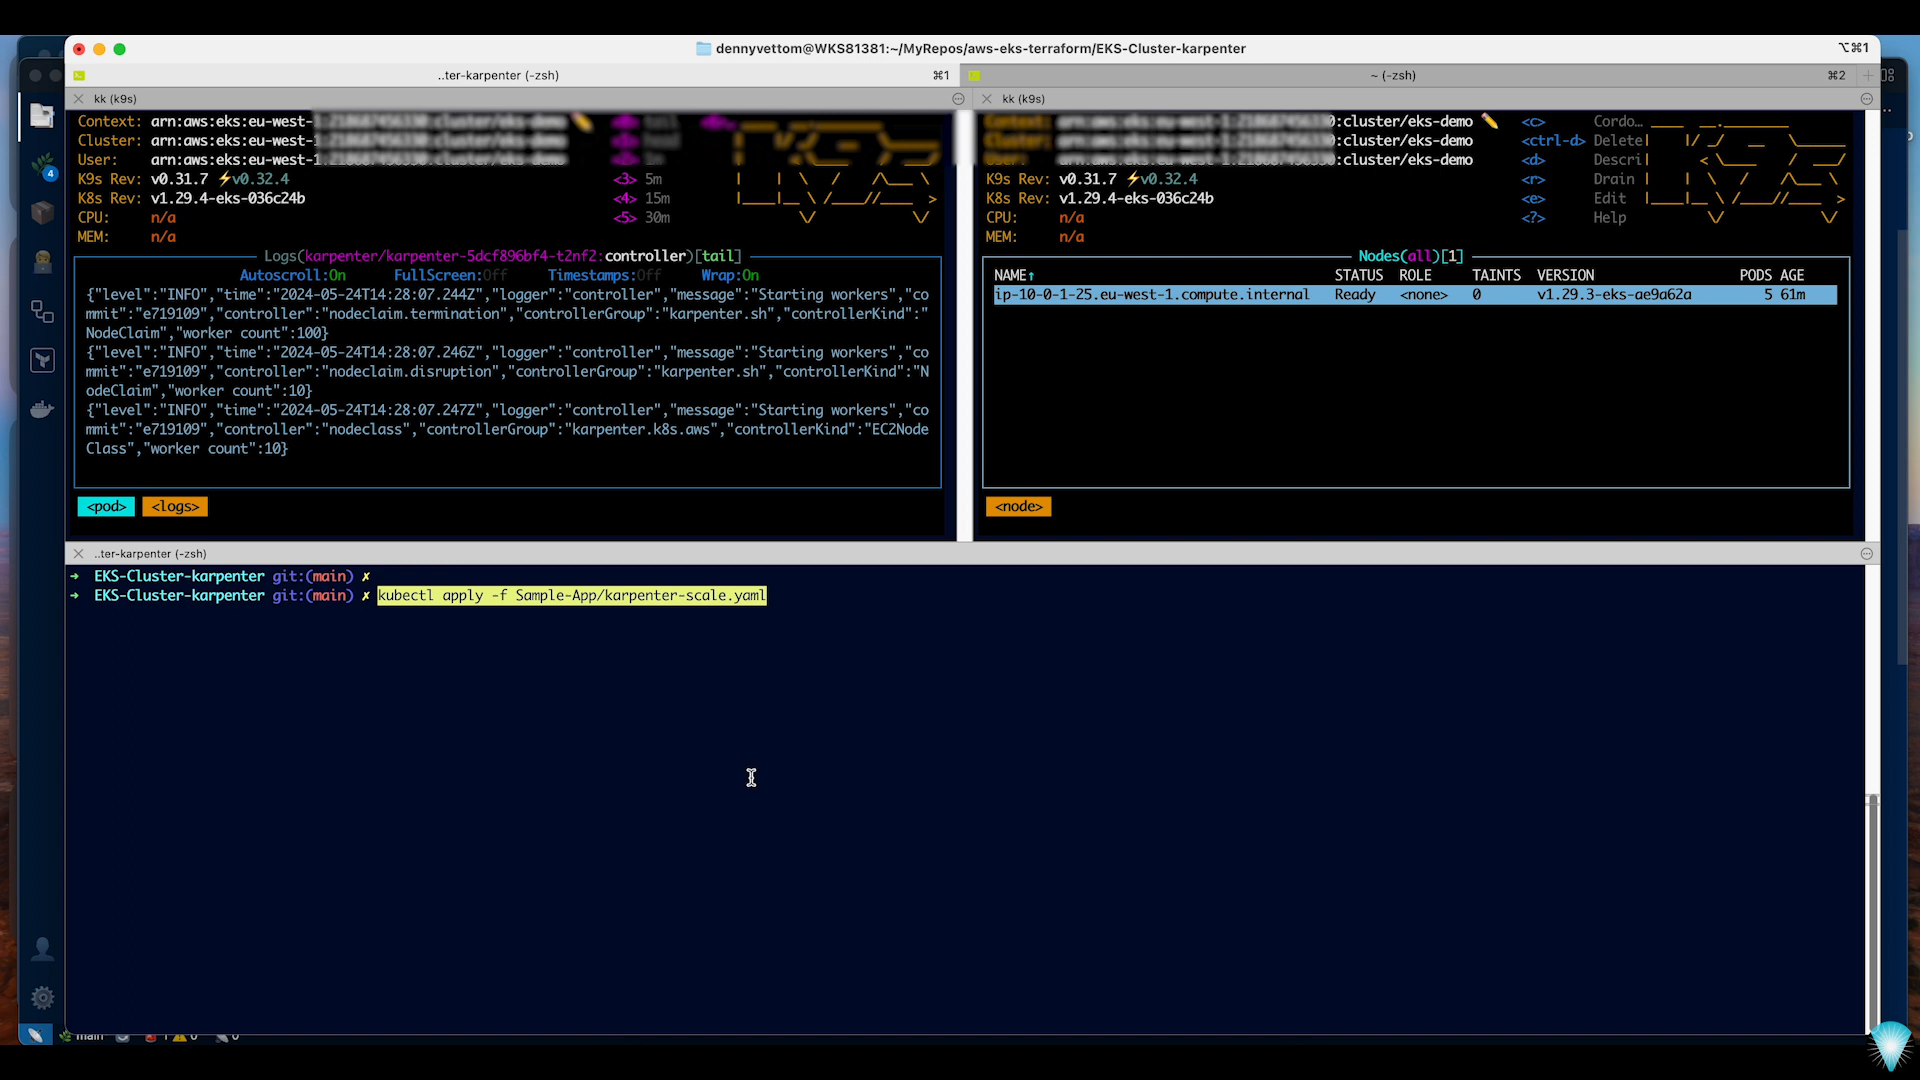 dennyvettom@WKS81381:~/MyRepos/aws-eks-terraform/EKS-Cluster-karpenter
⌥⌘1
..ter-karpenter (-zsh)
⌘1
~ (-zsh)
⌘2
kk (k9s)
Context: arn:aws:eks:eu-west-
Cluster: arn:aws:eks:eu-west-
User: arn:aws:eks:eu-west-1
K9s Rev: v0.31.7 ⚡v0.32.4
<3> 5m
K8s Rev: v1.29.4-eks-036c24b
<4> 15m
CPU: n/a
<5> 30m
MEM: n/a
Logs(karpenter/karpenter-5dcf896bf4-t2nf2:controller)[tail]
Autoscroll:On FullScreen:Off Timestamps:Off Wrap:On
{"level":"INFO","time":"2024-05-24T14:28:07.244Z","logger":"controller","message":"Starting workers","co
mmit":"e719109","controller":"nodeclaim.termination","controllerGroup":"karpenter.sh","controllerKind":"
NodeClaim","worker count":100}
{"level":"INFO","time":"2024-05-24T14:28:07.246Z","logger":"controller","message":"Starting workers","co
mmit":"e719109","controller":"nodeclaim.disruption","controllerGroup":"karpenter.sh","controllerKind":"N
odeClaim","worker count":10}
{"level":"INFO","time":"2024-05-24T14:28:07.247Z","logger":"controller","message":"Starting workers","co
mmit":"e719109","controller":"nodeclass","controllerGroup":"karpenter.k8s.aws","controllerKind":"EC2Node
Class","worker count":10}
<pod> <logs>
kk (k9s)
:cluster/eks-demo
<c> Cordo…
:cluster/eks-demo
<ctrl-d> Delete
:cluster/eks-demo
<d> Descri
K9s Rev: v0.31.7 ⚡v0.32.4
<r> Drain
K8s Rev: v1.29.4-eks-036c24b
<e> Edit
CPU: n/a
<?> Help
MEM: n/a
Nodes(all)[1]
NAME↑ STATUS ROLE TAINTS VERSION PODS AGE
ip-10-0-1-25.eu-west-1.compute.internal Ready <none> 0 v1.29.3-eks-ae9a62a 5 61m
<node>
..ter-karpenter (-zsh)
→ EKS-Cluster-karpenter git:(main) ✗
→ EKS-Cluster-karpenter git:(main) ✗ kubectl apply -f Sample-App/karpenter-scale.yaml
4
main